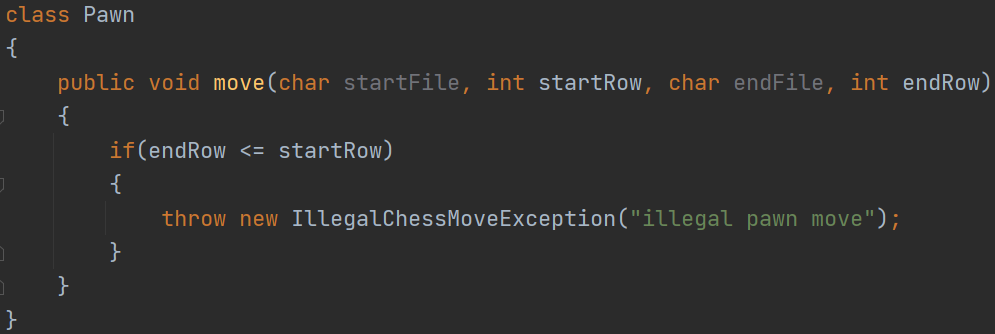 class Pawn
{
    public void move(char startFile, int startRow, char endFile, int endRow)
    {
        if(endRow <= startRow)
        {
            throw new IllegalChessMoveException("illegal pawn move");
        }
    }
}